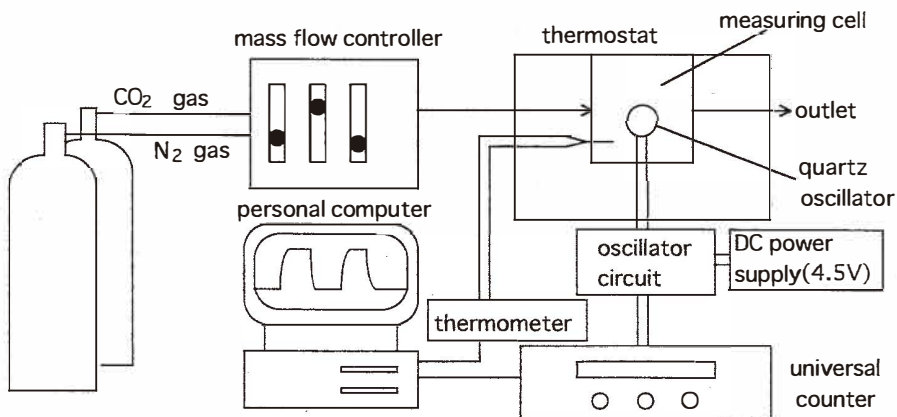 measuring cell
mass flow controller
thermostat
CO2 gas
N2 gas
outlet
quartz
oscillator
personal computer
oscillator
circuit
DC power
supply(4.5V)
thermometer
universal
counter